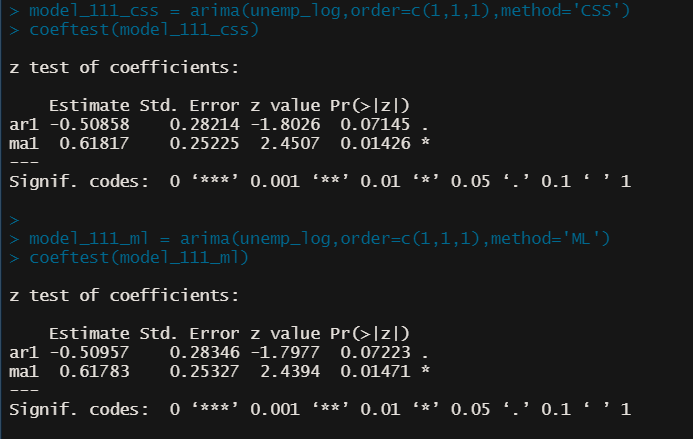 > model_111_css = arima(unemp_log,order=c(1,1,1),method='CSS')
> coeftest(model_111_css)
z test of coefficients:
Estimate Std. Error z value Pr(>|z|)
ar1 -0.50858 0.28214 -1.8026 0.07145 .
ma1 0.61817 0.25225 2.4507 0.01426 *
---
Signif. codes: 0 ‘***’ 0.001 ‘**’ 0.01 ‘*’ 0.05 ‘.’ 0.1 ‘ ’ 1
>
> model_111_ml = arima(unemp_log,order=c(1,1,1),method='ML')
> coeftest(model_111_ml)
z test of coefficients:
Estimate Std. Error z value Pr(>|z|)
ar1 -0.50957 0.28346 -1.7977 0.07223 .
ma1 0.61783 0.25327 2.4394 0.01471 *
---
Signif. codes: 0 ‘***’ 0.001 ‘**’ 0.01 ‘*’ 0.05 ‘.’ 0.1 ‘ ’ 1